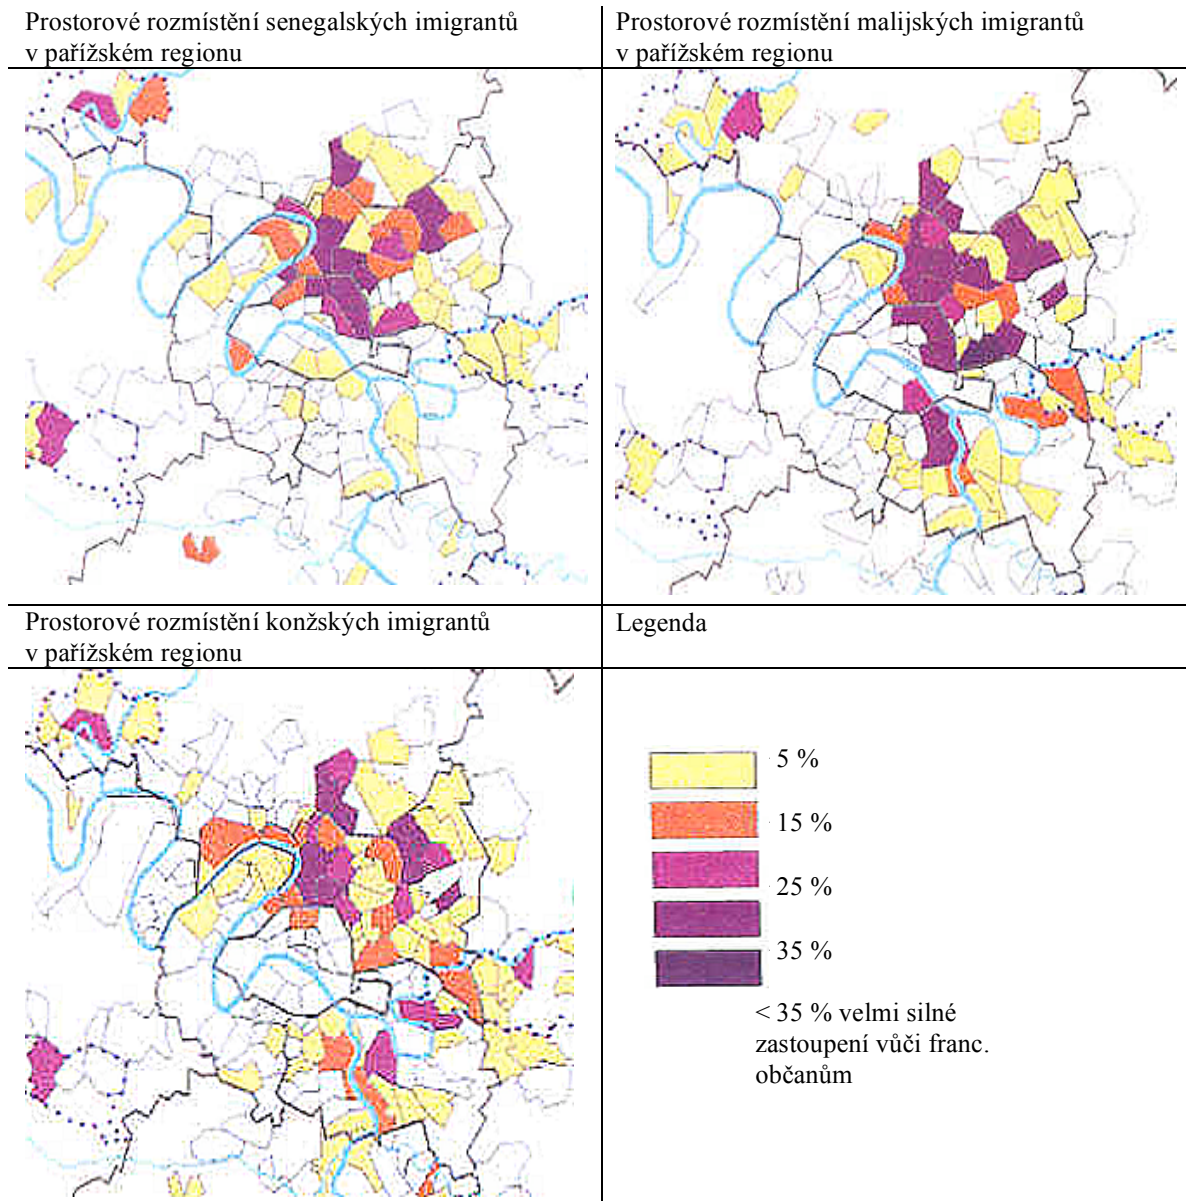 Prostorové rozmístění senegalských imigrantů
v pařížském regionu
Prostorové rozmístění malijských imigrantů
v pařížském regionu
Prostorové rozmístění konžských imigrantů
v pařížském regionu
Legenda
5 %
15 %
25 %
35 %
< 35 % velmi silné
zastoupení vůči franc.
občanům